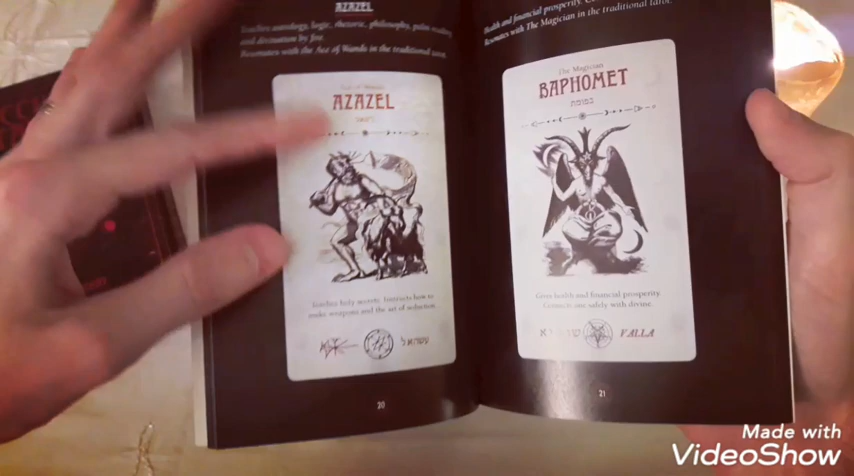 AZAZEL
Teaches astrology, logic, rhetoric, philosophy, palm reading
and divination by fire.
Resonates with the Ace of Wands in the traditional tarot.
AZAZEL
Teaches holy secrets. Instructs how to
make weapons and the art of seduction.
20
Health and financial prosperity.
Resonates with The Magician in the traditional tarot.
The Magician
BAPHOMET
בפומת
Gives health and financial prosperity.
Connects one safely with divine.
VALLA
21
Made with
VideoShow